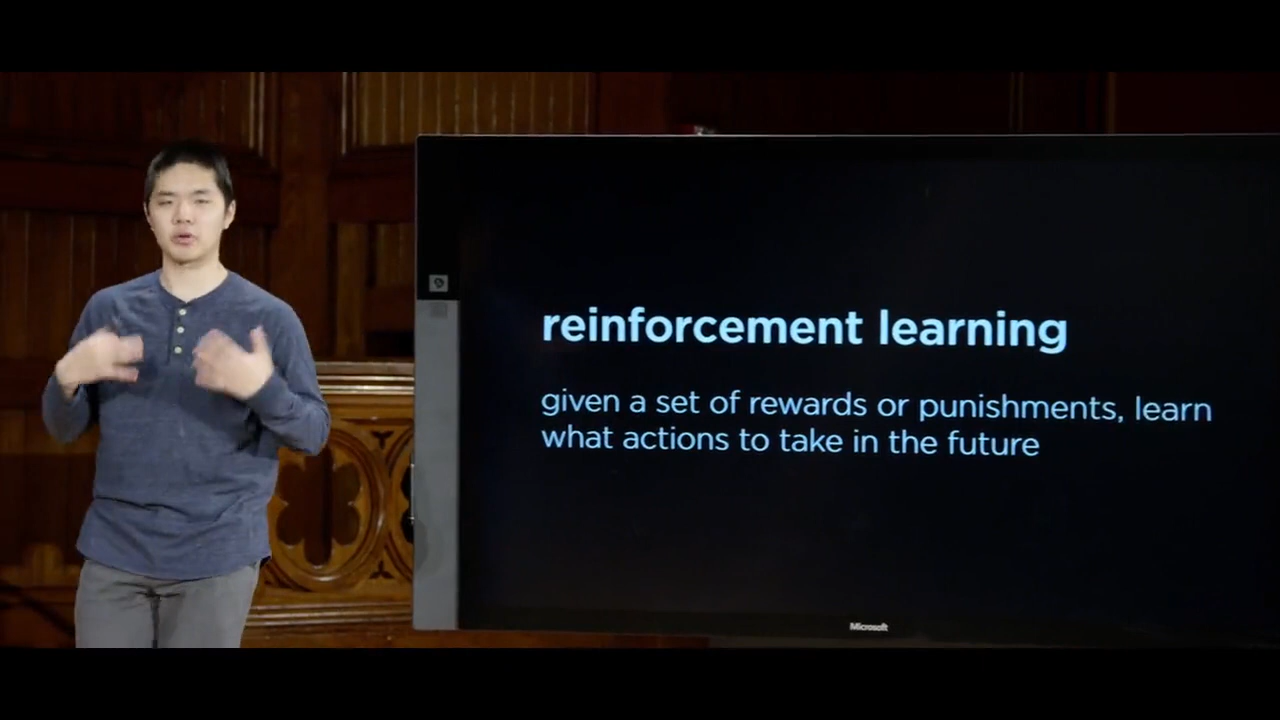 reinforcement learning
given a set of rewards or punishments, learn
what actions to take in the future
Microsoft